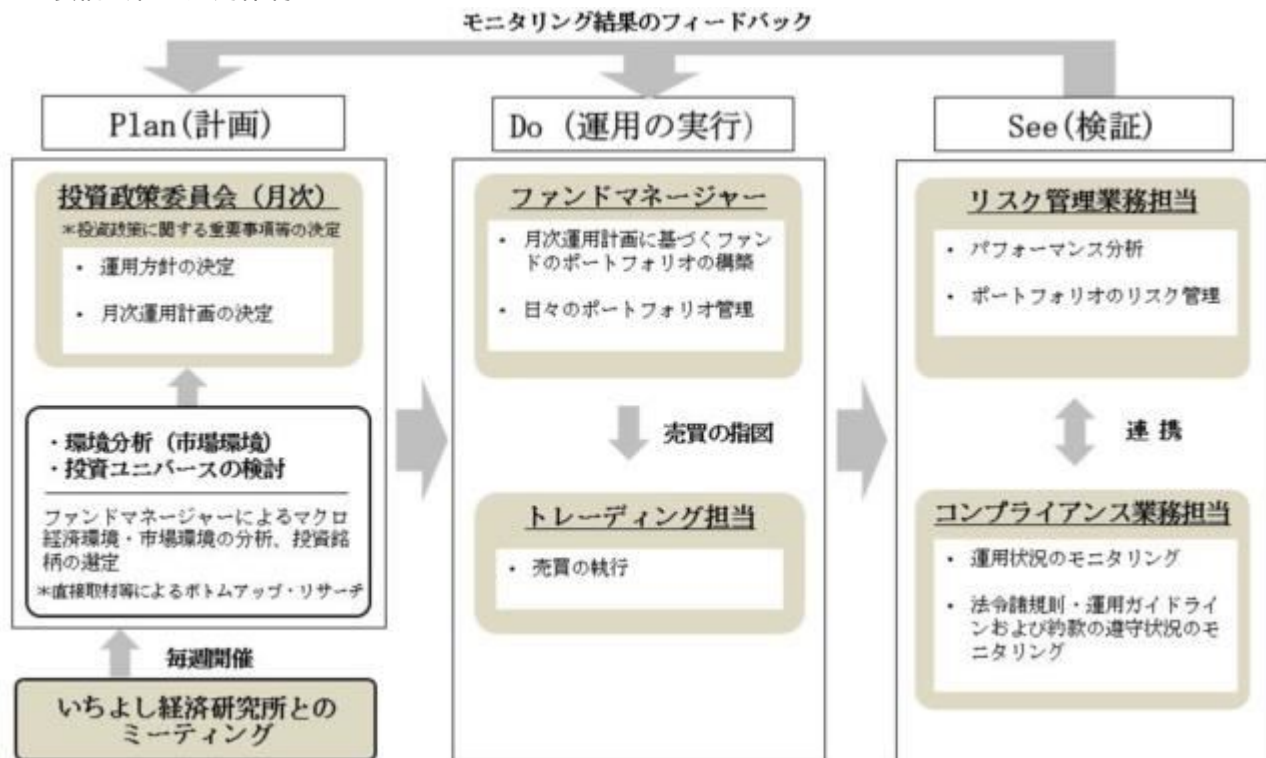 モニタリング結果のフィードバック
Plan(計画)
投資政策委員会（月次）
*投資政策に関する重要事項等の決定
・ 運用方針の決定
・ 月次運用計画の決定
・環境分析（市場環境）
・投資ユニバースの検討
ファンドマネージャーによるマクロ
経済環境・市場環境の分析、投資銘
柄の選定
*直接取材等によるボトムアップ・リサーチ
毎週開催
いちよし経済研究所との
ミーティング
Do（運用の実行）
ファンドマネージャー
・ 月次運用計画に基づくファン
ドのポートフォリオの構築
・ 日々のポートフォリオ管理
売買の指図
トレーディング担当
・ 売買の執行
See(検証)
リスク管理業務担当
・ パフォーマンス分析
・ ポートフォリオのリスク管理
連 携
コンプライアンス業務担当
・ 運用状況のモニタリング
・ 法令諸規則・運用ガイドライ
ンおよび約款の遵守状況のモ
ニタリング